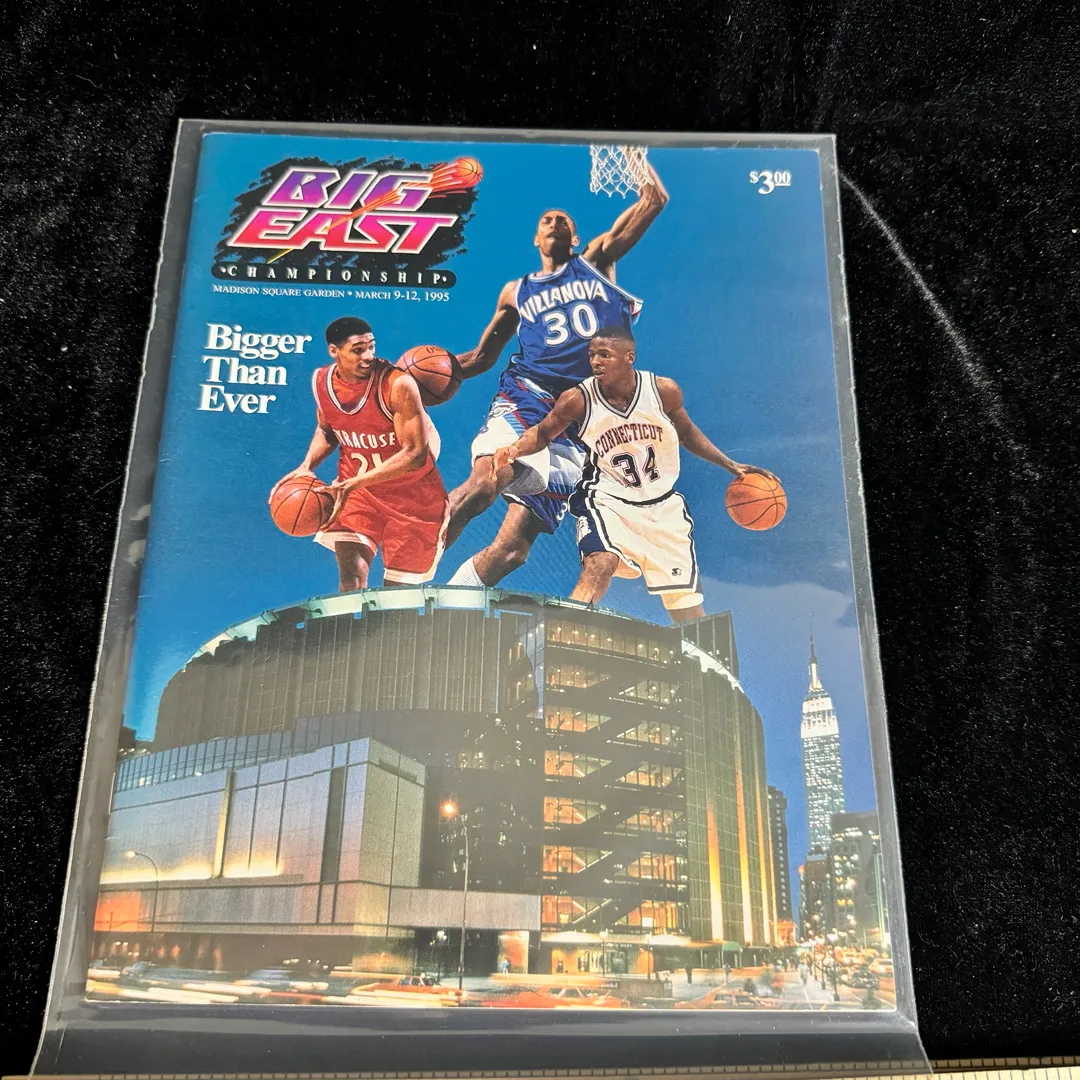 BIG
EAST
•CHAMPIONSHIP•
MADISON SQUARE GARDEN • MARCH 9-12, 1995
$3.00
Bigger
Than
Ever
VILLANOVA
30
YRACUSE
21
CONNECTICUT
34